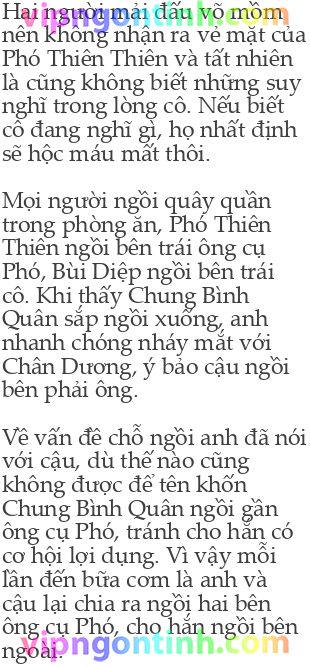 Hai người mải đấu võ mồm
vipngontinh.com
nên không nhận ra vẻ mặt của
Phó Thiên Thiên và tất nhiên
là cũng không biết những suy
nghĩ trong lòng cô. Nếu biết
cô đang nghĩ gì, họ nhất định
sẽ hộc máu mất thôi.
Mọi người ngồi quây quần
trong phòng ăn, Phó Thiên
Thiên ngồi bên trái ông cụ
Phó, Bùi Diệp ngồi bên trái
cô. Khi thấy Chung Bình
Quân sắp ngồi xuống, anh
nhanh chóng nháy mắt với
Chân Dương, ý bảo cậu ngồi
bên phải ông.
Về vấn đề chỗ ngồi anh đã nói
với cậu, dù thế nào cũng
không được để tên khốn
Chung Bình Quân ngồi gần
ông cụ Phó, tránh cho hắn có
cơ hội lợi dụng. Vì vậy mỗi
lần đến bữa cơm là anh và
cậu lại chia ra ngồi hai bên
ông cụ Phó, cho hắn ngồi bên
vipngontinh.com
ngoài.